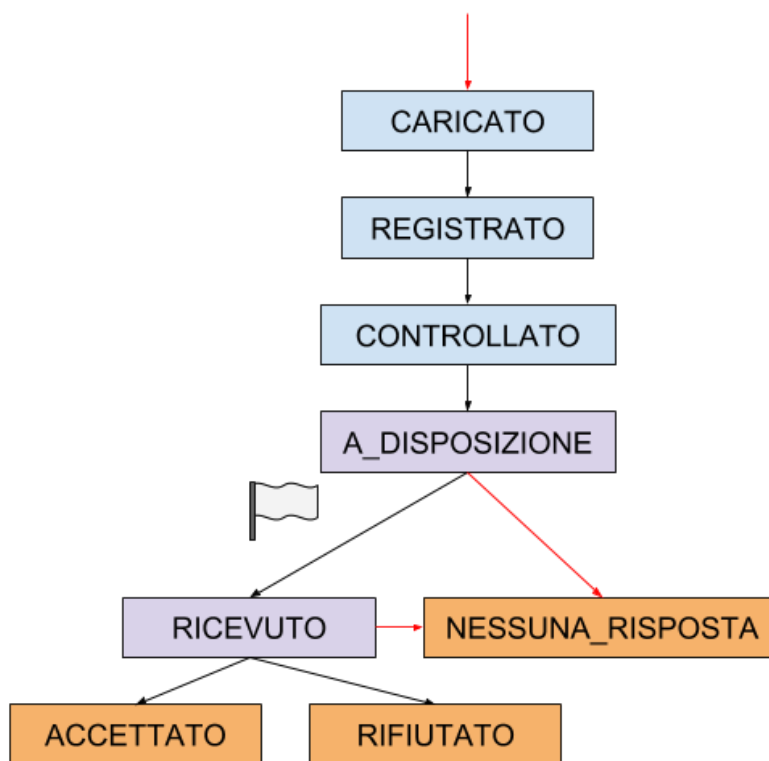 CARICATO
REGISTRATO
CONTROLLATO
A_DISPOSIZIONE
RICEVUTO
NESSUNA_RISPOSTA
ACCETTATO
RIFIUTATO